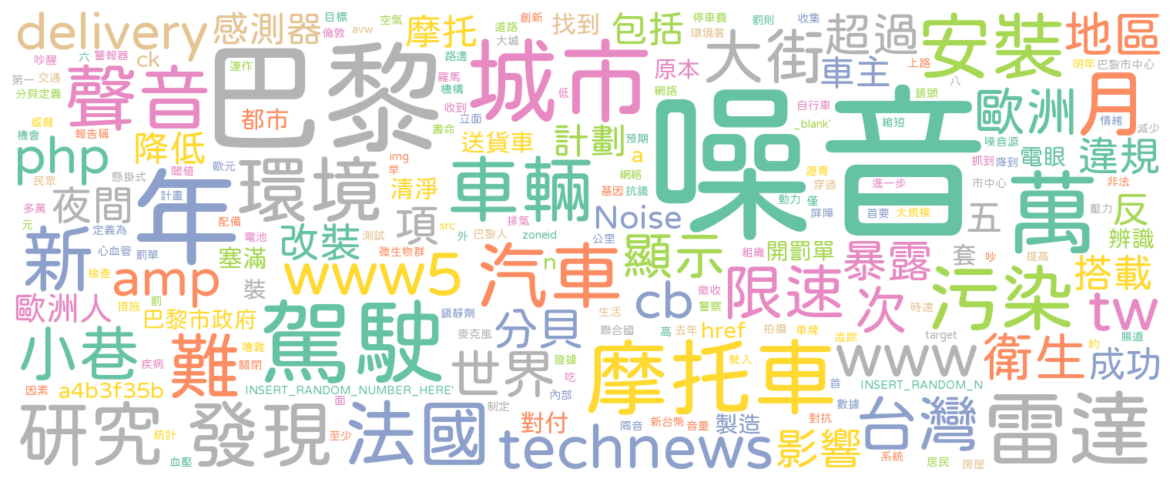 delivery
感測器
目標
倫敦
摩托
空氣
avw
道路
大城
路邊
創新
找到
包括
停車費
環境署
罰則
收集
超過
安裝
地區
明年
巴黎市中心
ck
吵醒
六
警報器
第一
交通
分貝定義
聲音
運作
巴黎
都市
羅馬
機構
低
城市
原本
網路
大街
車主
上路
八
鏡頭
歐洲
月
情緒
減少
威脅
機會
報告稱
php
降低
民眾
懸掛式
閾值
歐元
收到
立面
壽命
送貨車
計劃
預期
a
網絡
抗議
_blank'
自行車
縮短
噪音
噪音源
抓到
降到
電眼
違規
非法
img
早
清淨
車輛
基因
瀝青
穿過
進一步
市中心
動力
僅
屏障
首要
大規模
五
萬
壓力
反
辨識
多萬
元
夜間
定義為
心血管
罰單
年
計畫
配備
環境
項
排氣
Noise
公里
src
外
巴黎人
zoneid
微生物群
組織
n
顯示
開罰單
暴露
套
吵
提高
搭載
新
檢查
amp
塞滿
改裝
電池
測試
裝
www5
汽車
cb
徵收
警察
限速
次
污染
tw
歐洲人
措施
罰
巴黎市政府
鎮靜劑
麥克風
分貝
生活
聯合國
高
去年
href
拍攝
車牌
時速
追蹤
target
腸道
釣
小巷
疾病
難
嘈雜
關閉
駕駛
世界
證據
吃
內部
摩托車
駛入
www
首
衛生
成功
因素
a4b3f35b
INSERT_RANDOM_NUMBER_HERE'
INSERT_RANDOM_N
研究
統計
血壓
發現
面
至少
法國
制定
對付
technews
隔音
新台幣
音量
製造
對抗
數據
影響
系統
台灣
居民
房屋
雷達